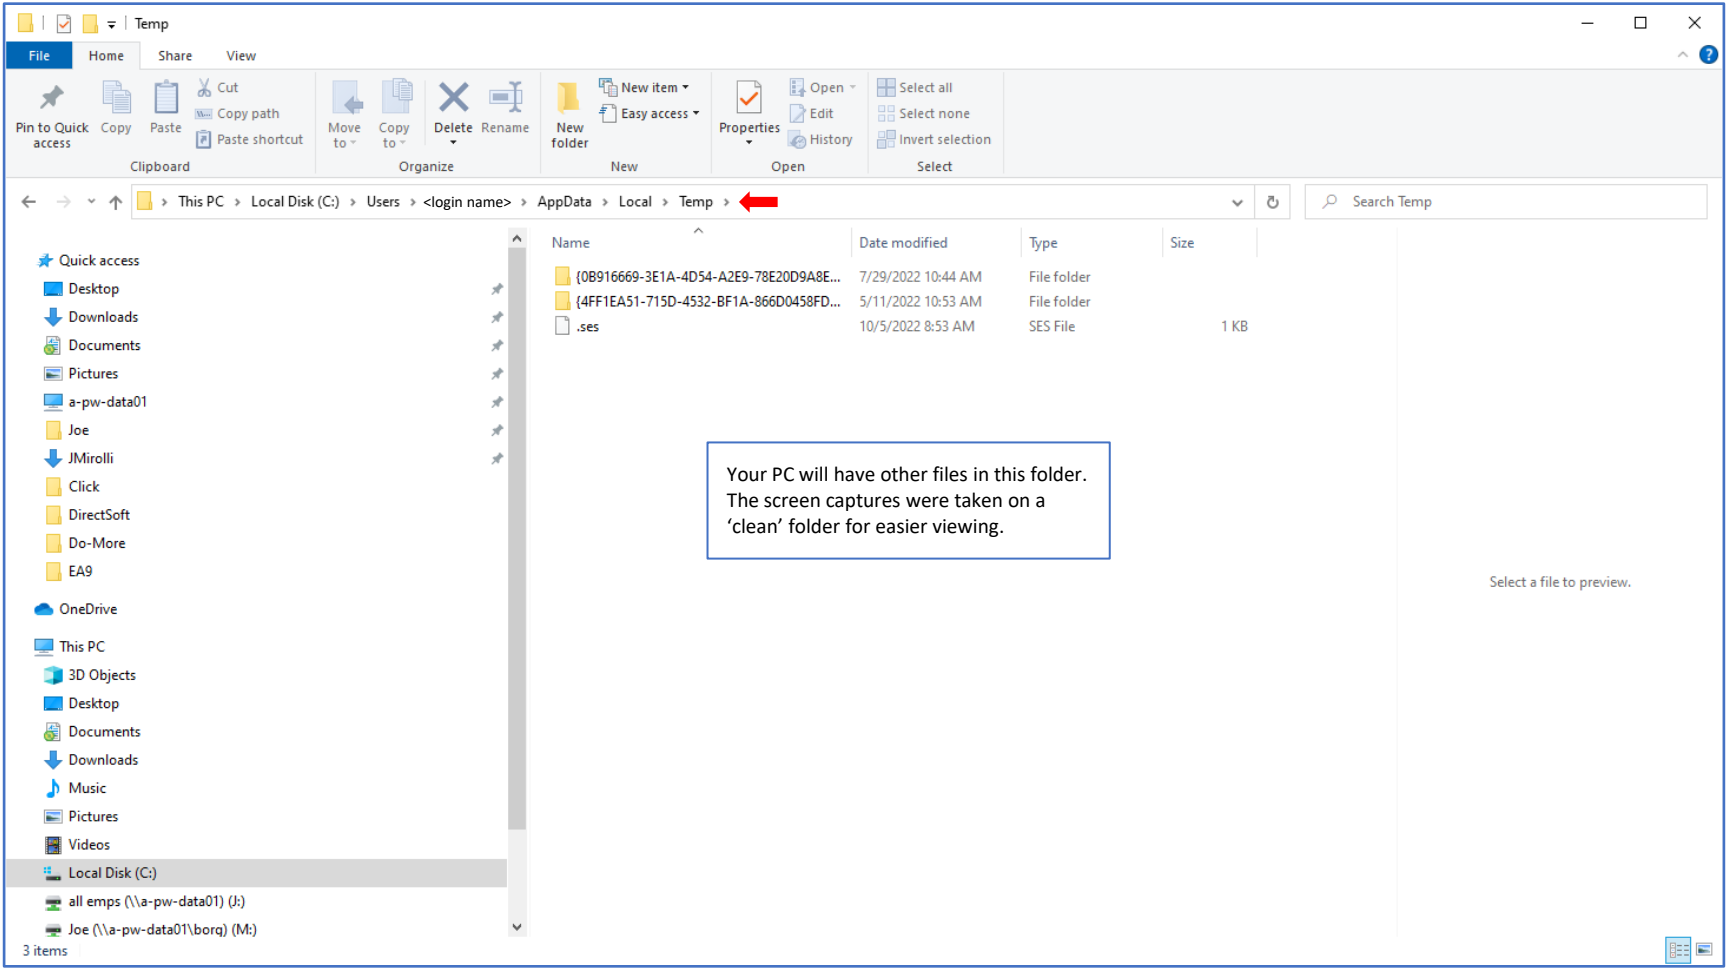 Temp
File Home Share View
Pin to Quick access
Copy
Paste
Cut
Copy path
Paste shortcut
Clipboard
Move to
Copy to
Delete
Rename
Organize
New folder
New item
Easy access
New
Properties
Open
Edit
History
Open
Select all
Select none
Invert selection
Select
This PC > Local Disk (C:) > Users > <login name> > AppData > Local > Temp >
Search Temp
Quick access
Desktop
Downloads
Documents
Pictures
a-pw-data01
Joe
JMirolli
Click
DirectSoft
Do-More
EA9
OneDrive
This PC
3D Objects
Desktop
Documents
Downloads
Music
Pictures
Videos
Local Disk (C:)
all emps (\\a-pw-data01) (J:)
Joe (\\a-pw-data01\borg) (M:)
3 items
Name Date modified Type Size
{0B916669-3E1A-4D54-A2E9-78E20D9A8E... 7/29/2022 10:44 AM File folder
{4FF1EA51-715D-4532-BF1A-866D0458FD... 5/11/2022 10:53 AM File folder
.ses 10/5/2022 8:53 AM SES File 1 KB
Your PC will have other files in this folder.
The screen captures were taken on a
‘clean’ folder for easier viewing.
Select a file to preview.